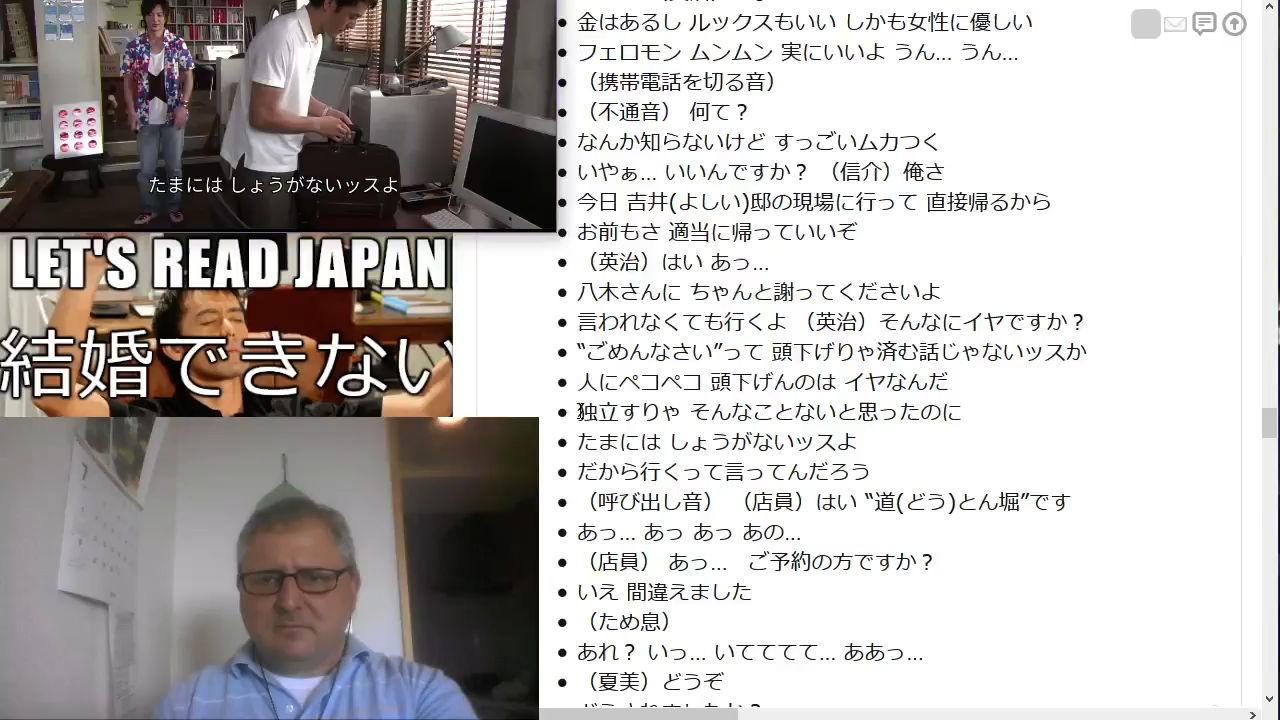 たまには しょうがないッスよ
LET'S READ JAPAN
結婚できない
7
金はあるし ルックスもいい しかも女性に優しい
フェロモン ムンムン 実にいいよ うん… うん…
（携帯電話を切る音）
（不通音） 何て？
なんか知らないけど すっごいムカつく
いやぁ… いいんですか？ （信介）俺さ
今日 吉井(よしい)邸の現場に行って 直接帰るから
お前もさ 適当に帰っていいぞ
（英治）はい あっ…
八木さんに ちゃんと謝ってくださいよ
言われなくても行くよ （英治）そんなにイヤですか？
“ごめんなさい”って 頭下げりゃ済む話じゃないッスか
人にペコペコ 頭下げんのは イヤなんだ
独立すりゃ そんなことないと思ったのに
たまには しょうがないッスよ
だから行くって言ってんだろう
（呼び出し音） （店員）はい “道(どう)とん堀”です
あっ… あっ あっ あの…
（店員） あっ… ご予約の方ですか？
いえ 間違えました
（ため息）
あれ？ いっ… いてててて… ああっ…
（夏美）どうぞ